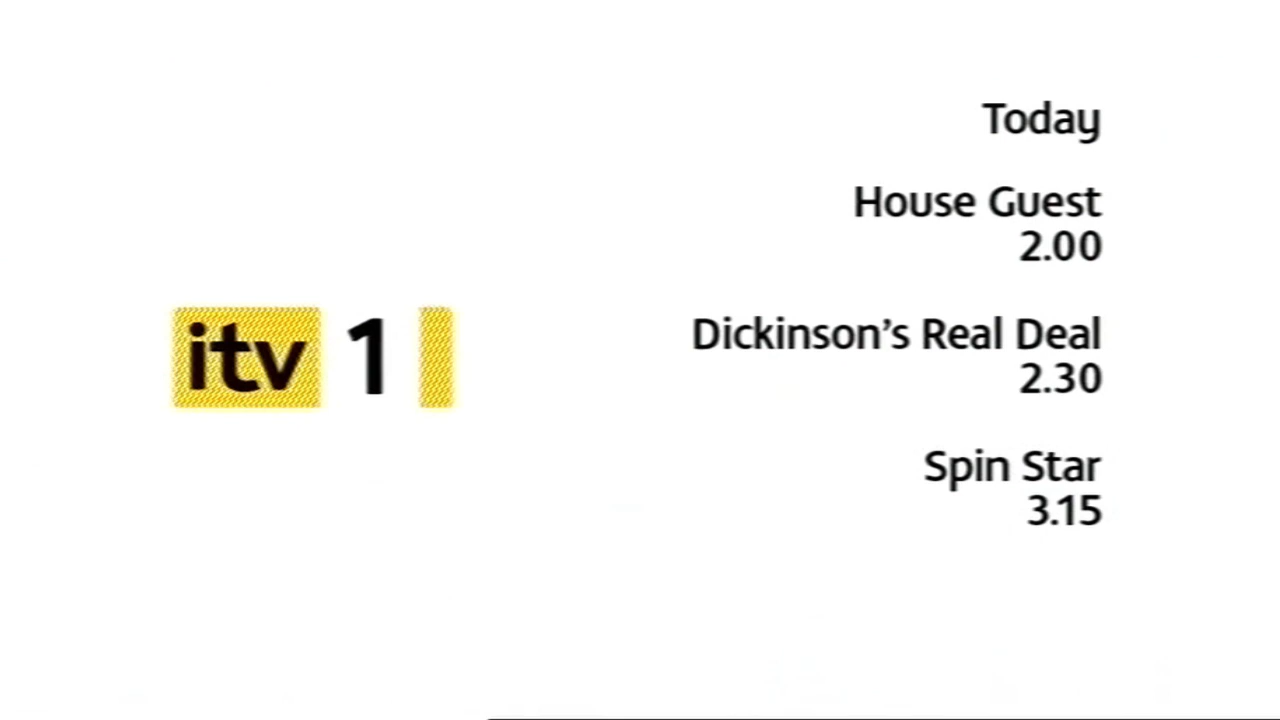 Today
House Guest
2.00
itv 1
Dickinson's Real Deal
2.30
Spin Star
3.15